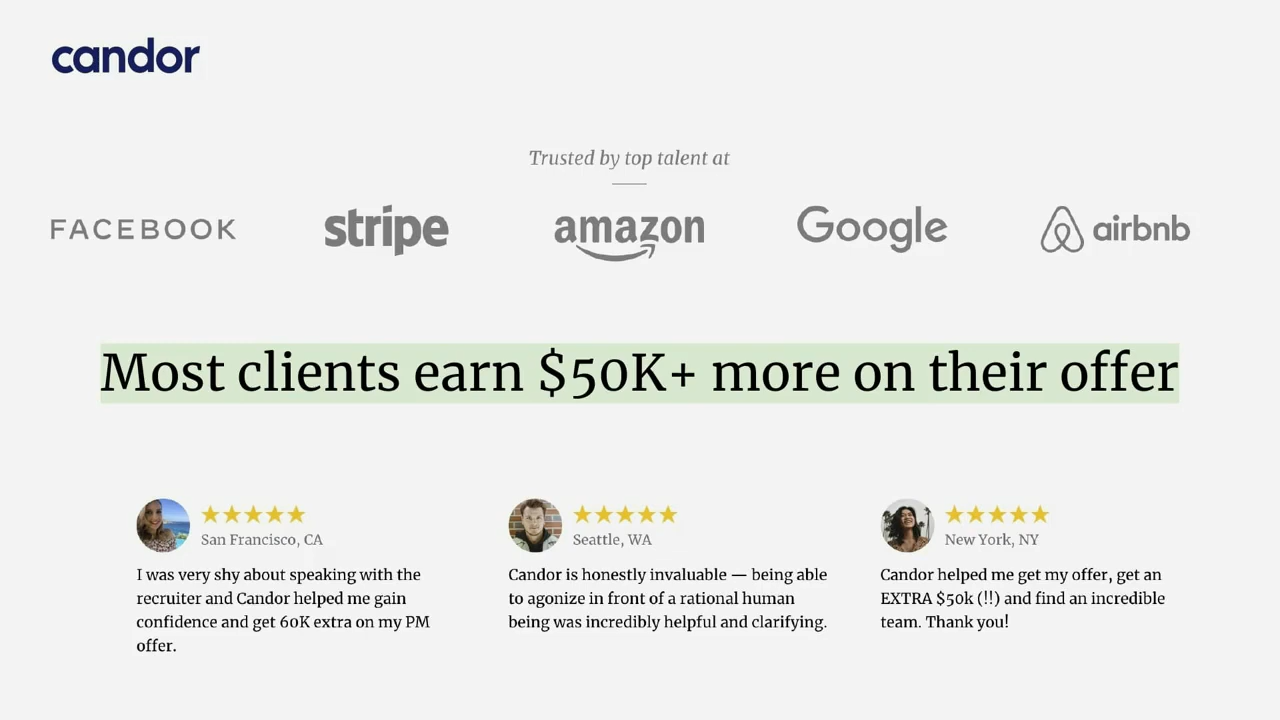 candor
Trusted by top talent at
FACEBOOK
stripe
amazon
Google
airbnb
Most clients earn $50K+ more on their offer
San Francisco, CA
I was very shy about speaking with the
recruiter and Candor helped me gain
confidence and get 60K extra on my PM
offer.
Seattle, WA
Candor is honestly invaluable — being able
to agonize in front of a rational human
being was incredibly helpful and clarifying.
New York, NY
Candor helped me get my offer, get an
EXTRA $50k (!!) and find an incredible
team. Thank you!